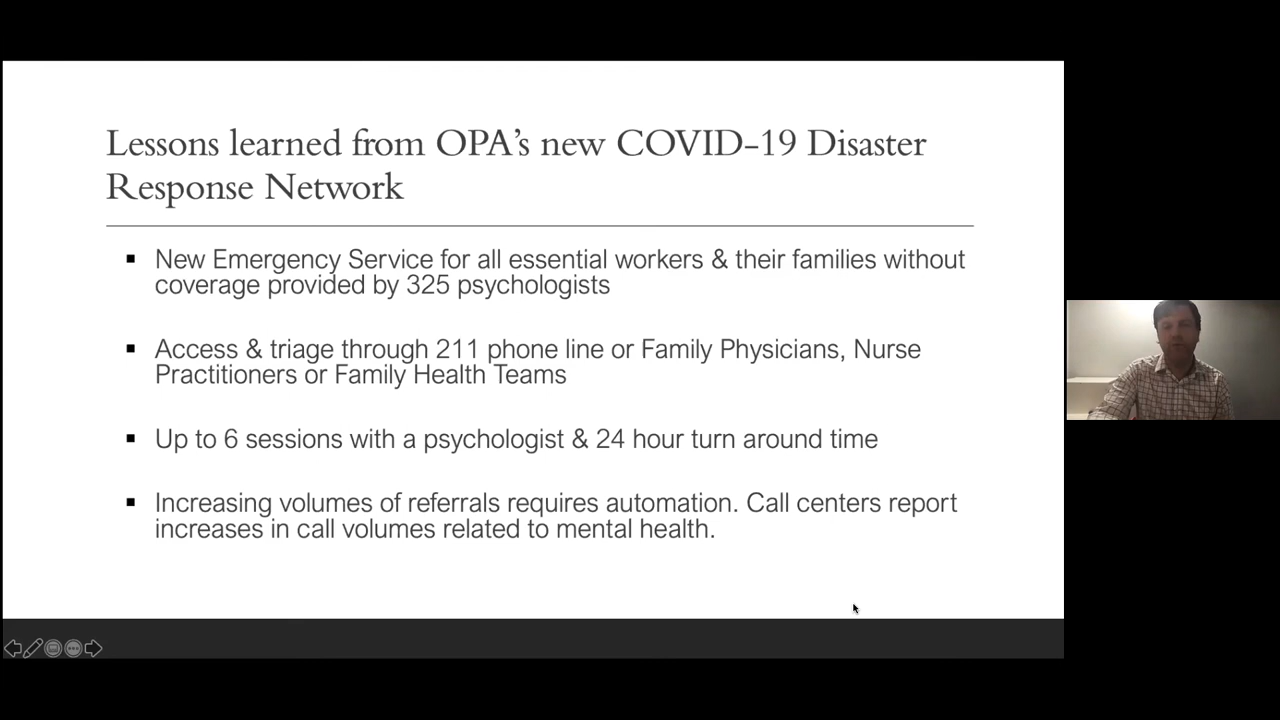 Lessons learned from OPA's new COVID-19 Disaster
Response Network
▪ New Emergency Service for all essential workers & their families without
coverage provided by 325 psychologists
▪ Access & triage through 211 phone line or Family Physicians, Nurse
Practitioners or Family Health Teams
▪ Up to 6 sessions with a psychologist & 24 hour turn around time
▪ Increasing volumes of referrals requires automation. Call centers report
increases in call volumes related to mental health.